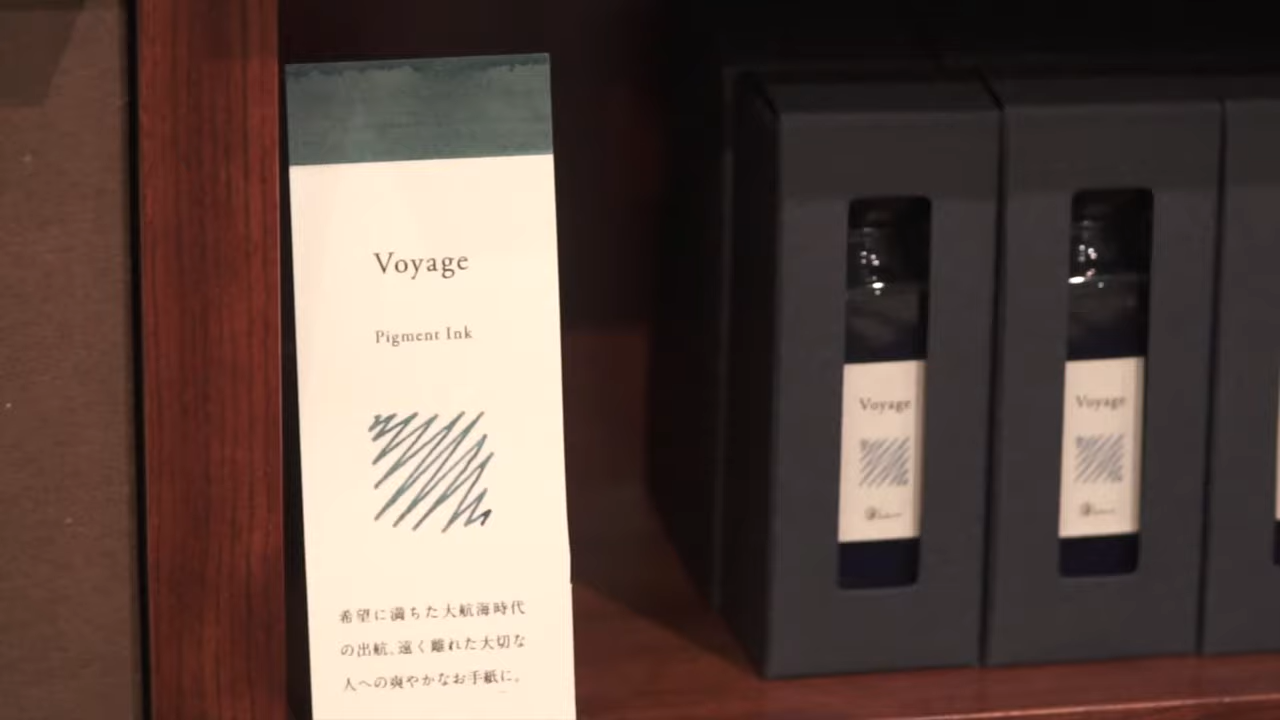 Voyage
Pigment Ink
希望に満ちた大航海時代
の出航、遠く離れた大切な
人への爽やかなお手紙に。
Voyage
Voyage